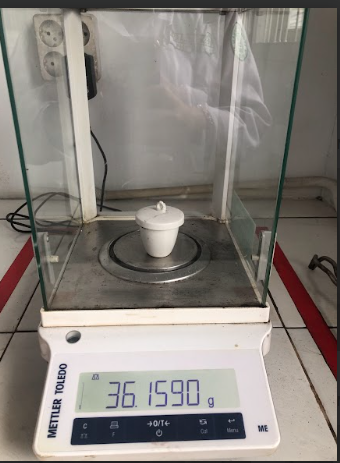 METTLER TOLEDO
36.1590 g
C
→0/T←
Cal
Menu
ME